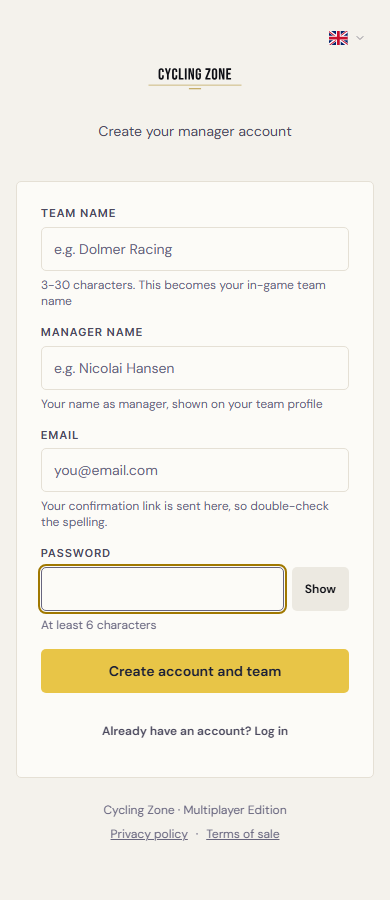 CYCLING ZONE
Create your manager account
TEAM NAME
e.g. Dolmer Racing
3-30 characters. This becomes your in-game team
name
MANAGER NAME
e.g. Nicolai Hansen
Your name as manager, shown on your team profile
EMAIL
you@email.com
Your confirmation link is sent here, so double-check
the spelling.
PASSWORD
Show
At least 6 characters
Create account and team
Already have an account? Log in
Cycling Zone · Multiplayer Edition
Privacy policy · Terms of sale